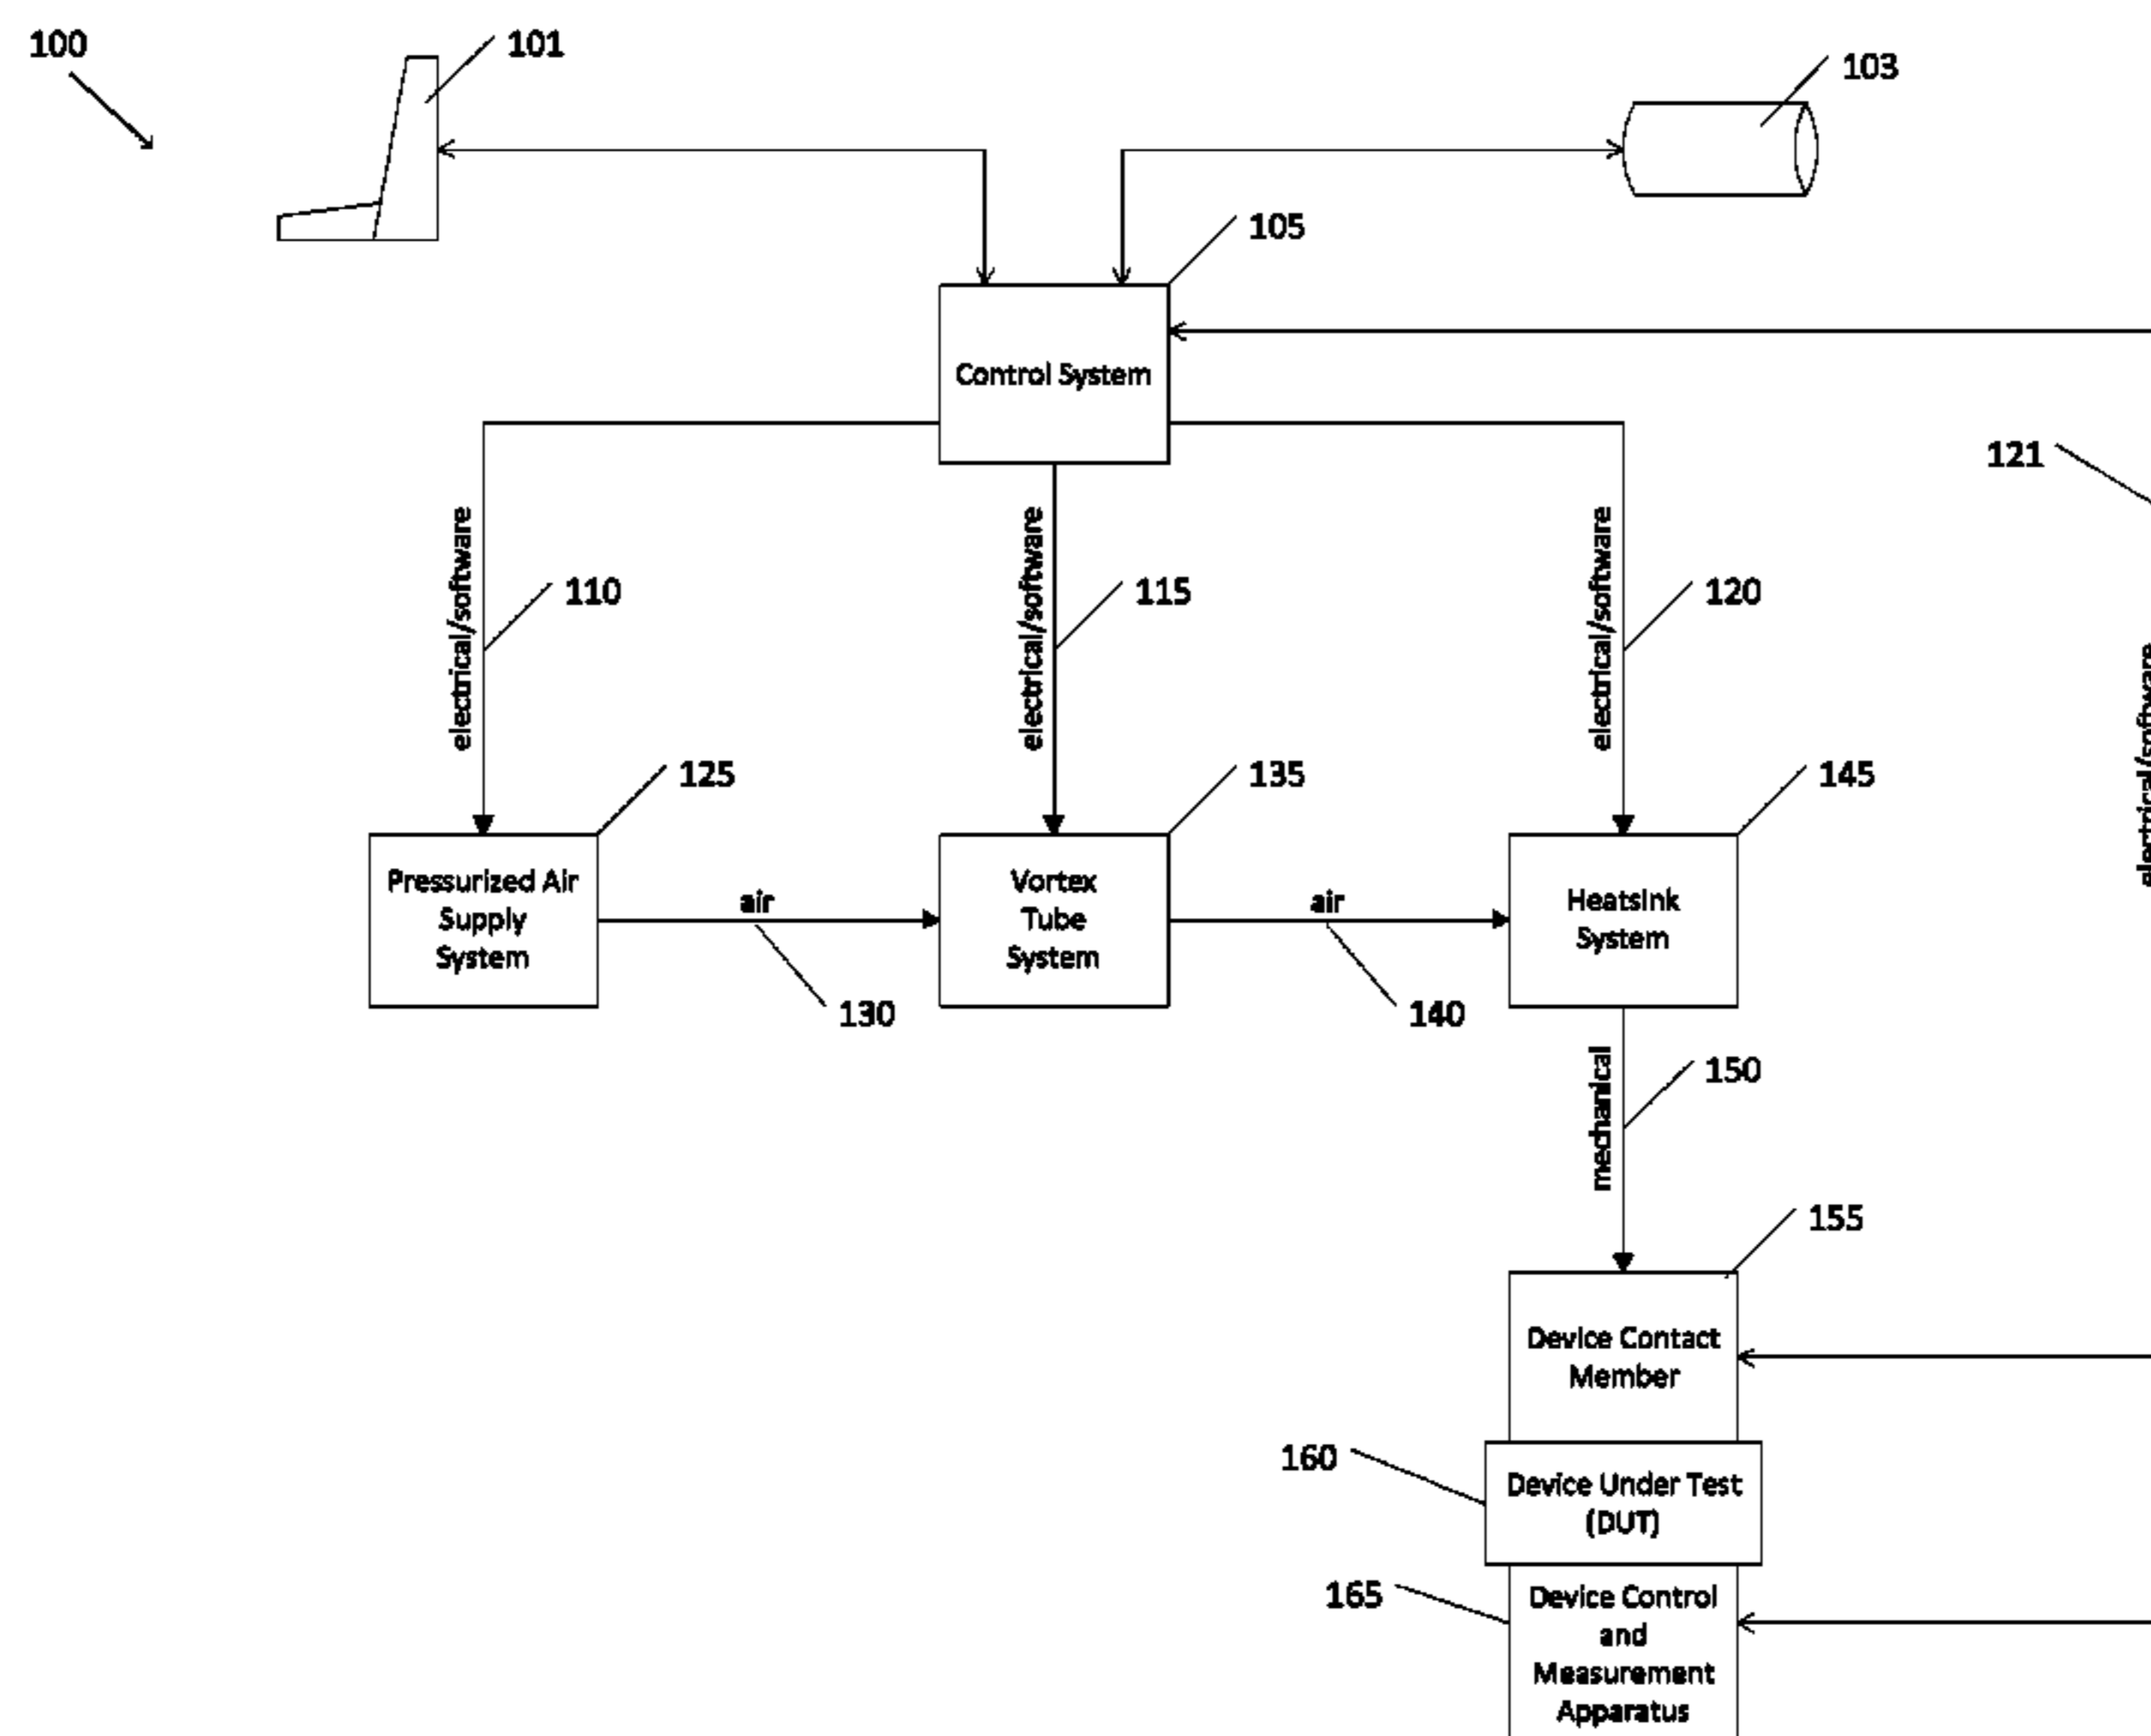 100
101
103
105
Control System
121
electrical/software
110
electrical/software
115
electrical/software
120
electrical/software
125
135
145
Pressurized Air
Supply
System
air
130
Vortex
Tube
System
air
140
Heatsink
System
mechanical
150
155
Device Contact
Member
160
Device Under Test
(DUT)
165
Device Control
and
Measurement
Apparatus